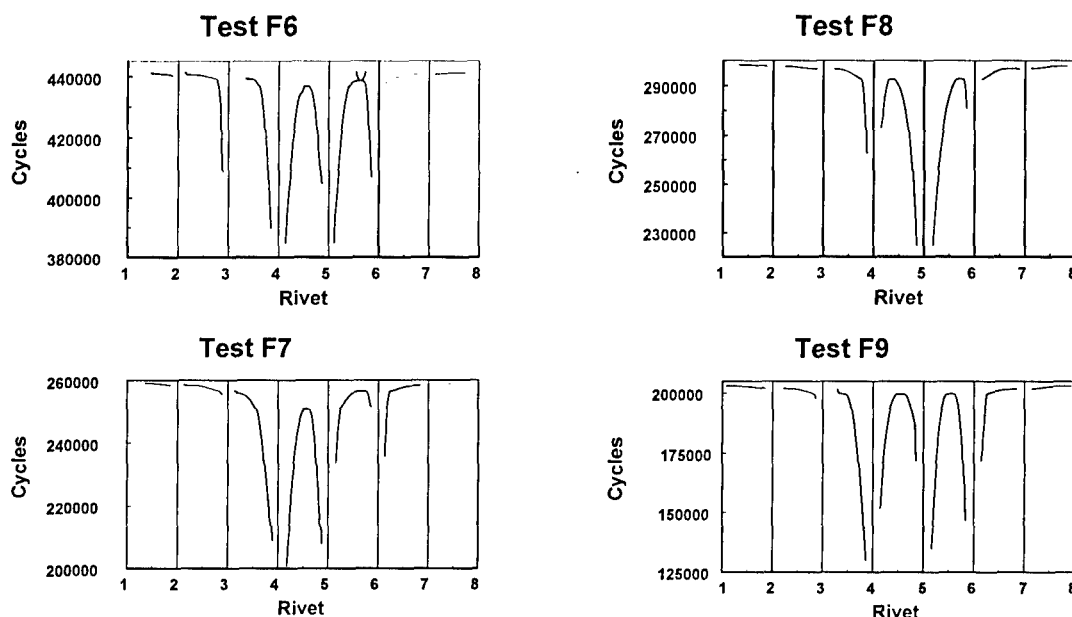 Test F6
440000
420000
400000
380000
Cycles
1 2 3 4 5 6 7 8
Rivet
Test F8
290000
270000
250000
230000
Cycles
1 2 3 4 5 6 7 8
Rivet
Test F7
260000
240000
220000
200000
Cycles
1 2 3 4 5 6 7 8
Rivet
Test F9
200000
175000
150000
125000
Cycles
1 2 3 4 5 6 7 8
Rivet